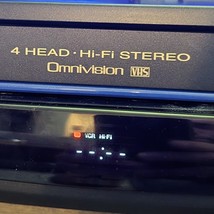 4 HEAD · Hi-Fi STEREO
OmniVision VHS
VCR Hi-Fi
--:--